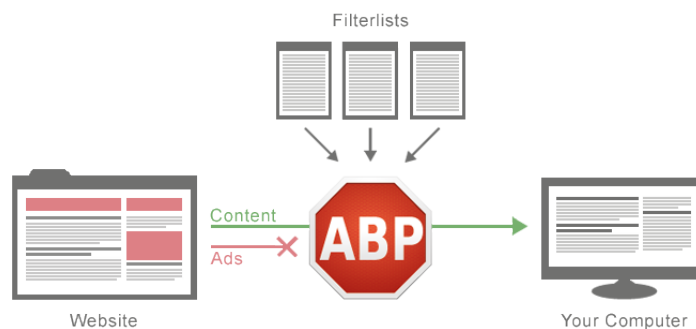 Filterlists
Content
ABP
Ads
Website
Your Computer